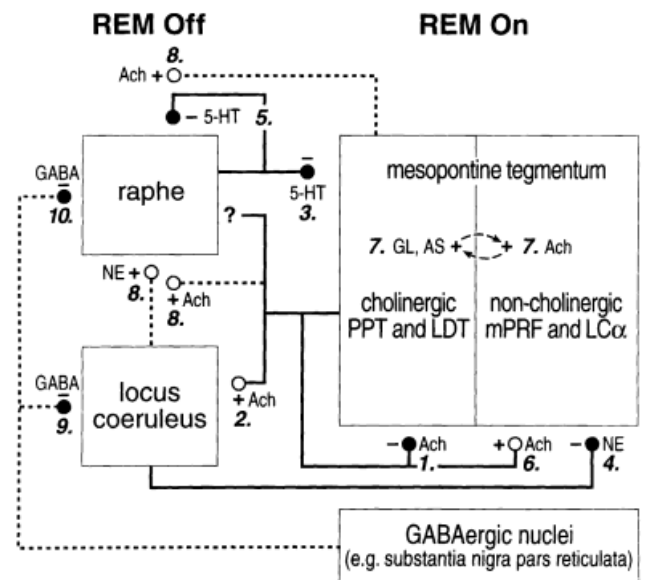 REM Off
REM On
8.
Ach +
– 5-HT 5.
GABA
–
10.
raphe
–
5-HT
3.
?
mesopontine tegmentum
7. GL, AS +
+ 7. Ach
NE +
8.
+ Ach
8.
cholinergic
PPT and LDT
non-cholinergic
mPRF and LCα
GABA
–
9.
locus
coeruleus
+ Ach
2.
– Ach
1.
+ Ach
6.
– NE
4.
GABAergic nuclei
(e.g. substantia nigra pars reticulata)